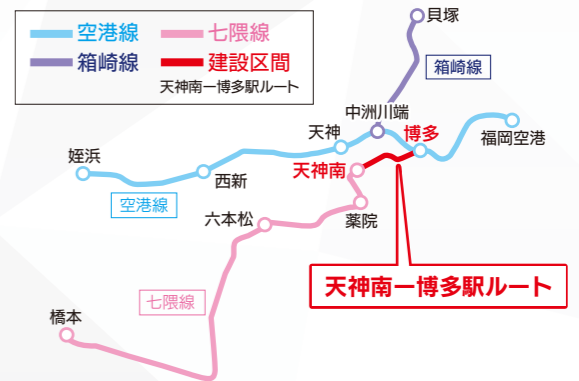 空港線
七隈線
箱崎線
建設区間
天神南ー博多駅ルート
貝塚
箱崎線
中洲川端
天神
博多
福岡空港
姪浜
西新
天神南
空港線
六本松
薬院
天神南ー博多駅ルート
七隈線
橋本